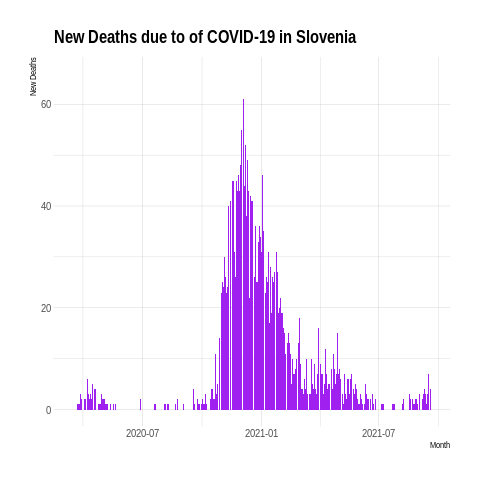 New Deaths due to of COVID-19 in Slovenia
New Deaths
60
40
20
0
2020-07
2021-01
2021-07
Month